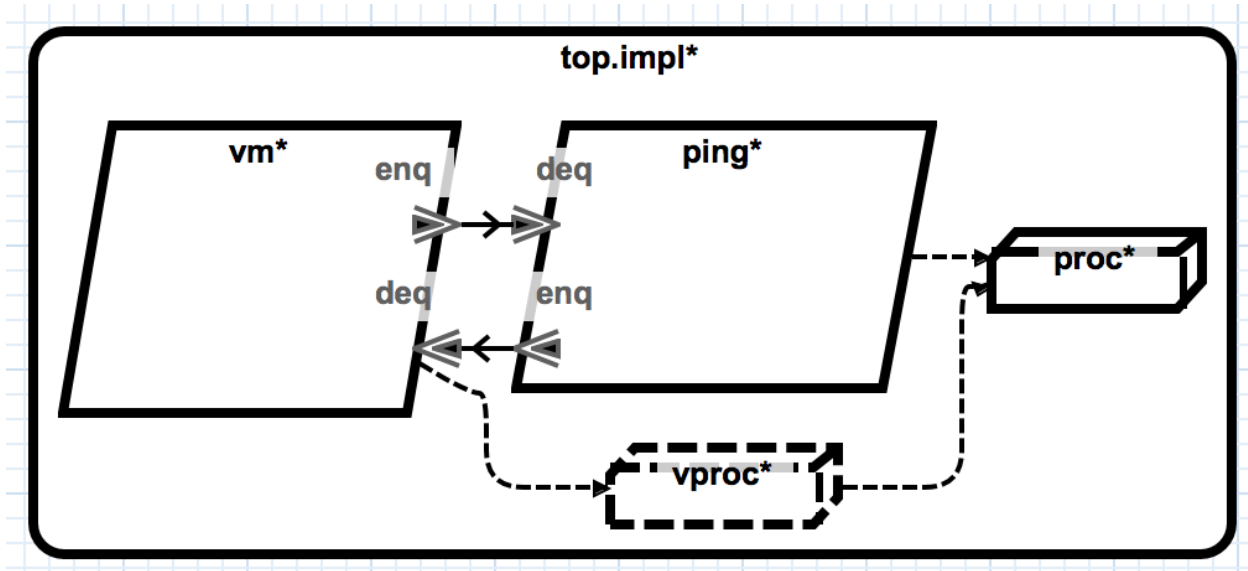 top.impl*
vm*
ping*
enq
deq
proc*
deq
enq
vproc*